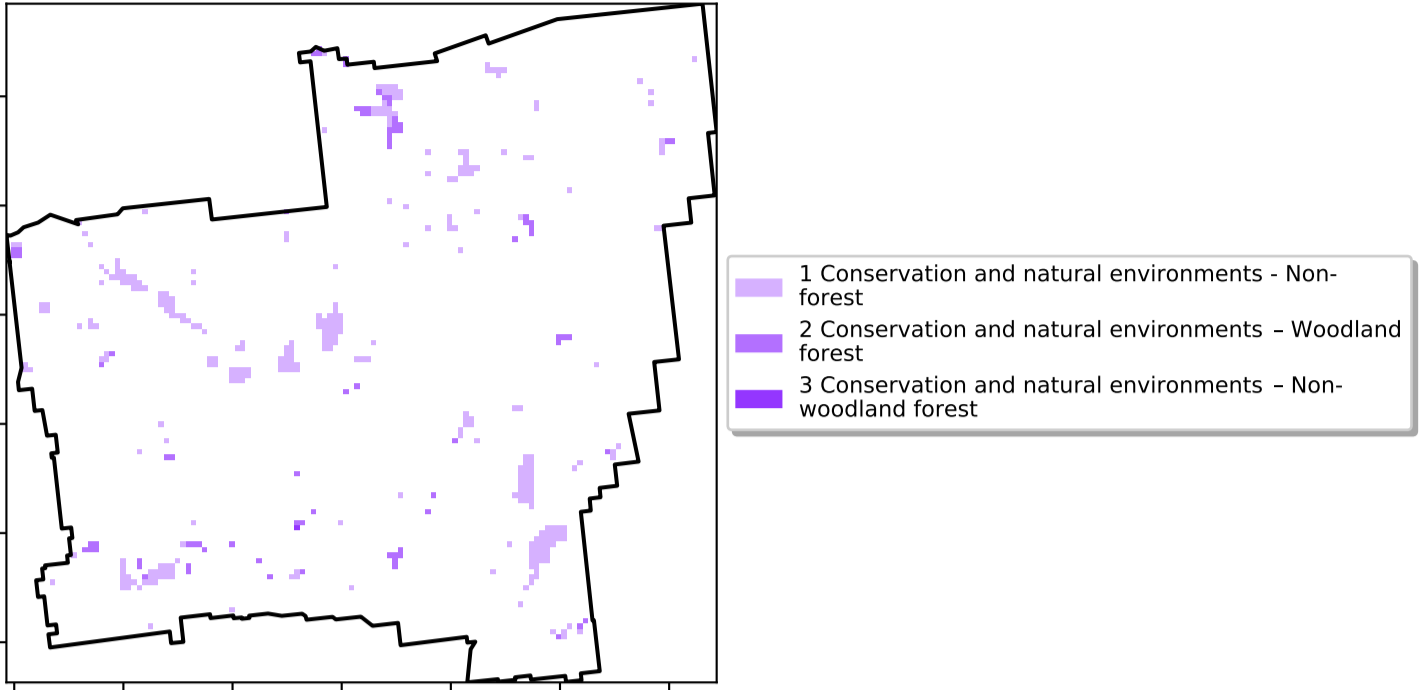 1 Conservation and natural environments - Non-
forest
2 Conservation and natural environments – Woodland
forest
3 Conservation and natural environments – Non-
woodland forest